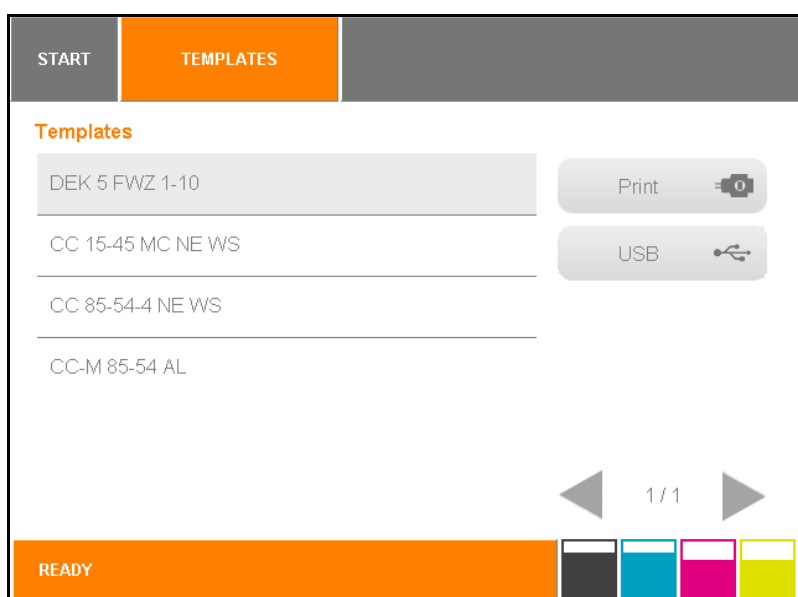 START
TEMPLATES
Templates
DEK 5 FWZ 1-10
Print
CC 15-45 MC NE WS
USB
CC 85-54-4 NE WS
CC-M 85-54 AL
1 / 1
READY